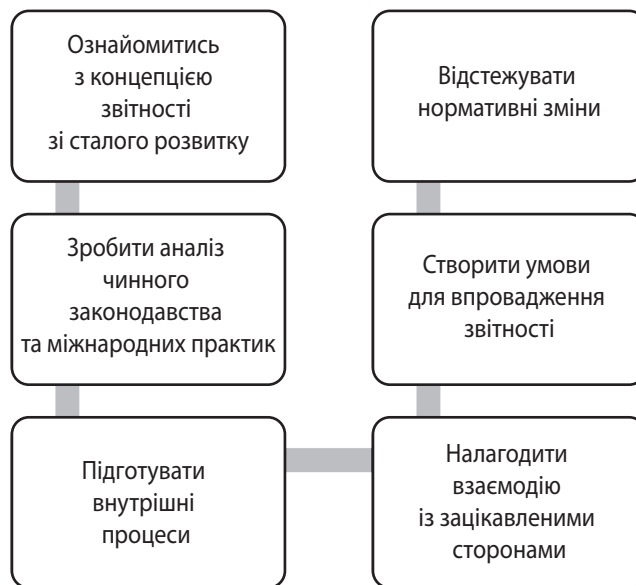 Ознайомитись
з концепцією
звітності
зі сталого розвитку
Зробити аналіз
чинного
законодавства
та міжнародних практик
Підготувати
внутрішні
процеси
Налагодити
взаємодію
із зацікавленими
сторонами
Створити умови
для впровадження
звітності
Відстежувати
нормативні зміни